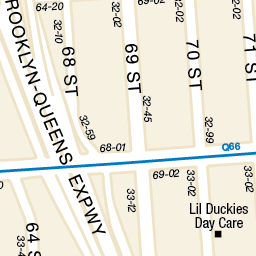 64-20
32-02
32-10
BROOKLYN-QUEENS EXPWY
68 ST
69 ST
70 ST
71 ST
32-59
32-45
32-99
68-01
Q66
69-02
69-02
33-12
33-02
Lil Duckies
Day Care
64 S
33-4